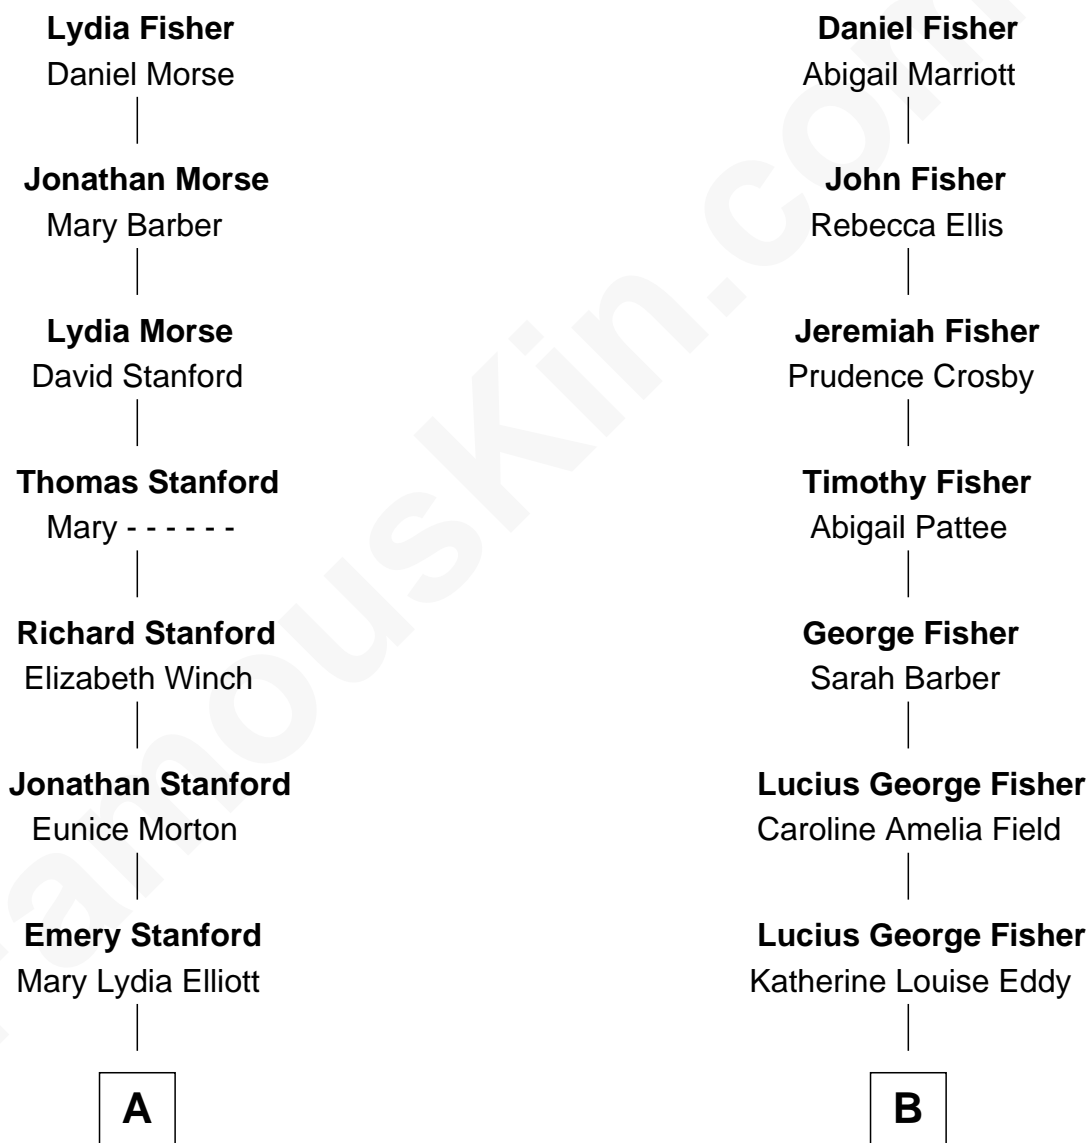 Lydia Fisher
Daniel Morse
Jonathan Morse
Mary Barber
Lydia Morse
David Stanford
Thomas Stanford
Mary - - - - - -
Richard Stanford
Elizabeth Winch
Jonathan Stanford
Eunice Morton
Emery Stanford
Mary Lydia Elliott
A
Daniel Fisher
Abigail Marriott
John Fisher
Rebecca Ellis
Jeremiah Fisher
Prudence Crosby
Timothy Fisher
Abigail Pattee
George Fisher
Sarah Barber
Lucius George Fisher
Caroline Amelia Field
Lucius George Fisher
Katherine Louise Eddy
B
FamousKin.com